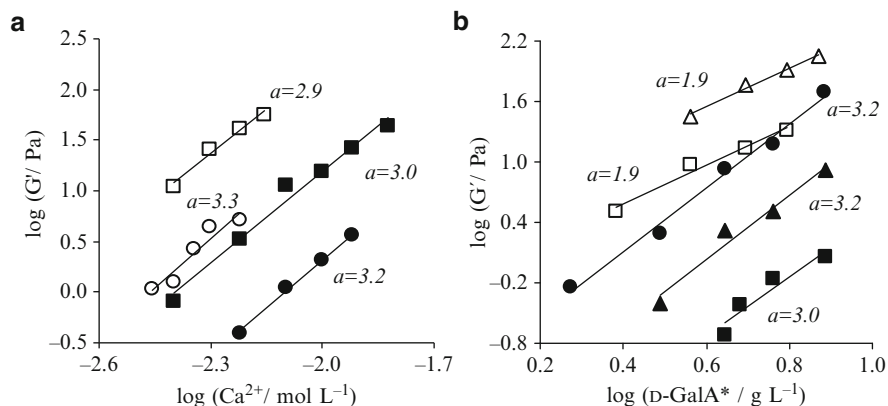 a
2.5
2.0
1.5
1.0
0.5
0.0
–0.5
log (G′/ Pa)
a=2.9
a=3.3
a=3.0
a=3.2
–2.6
–2.3
–2.0
–1.7
log (Ca2+/ mol L–1)
b
2.2
1.6
1.0
0.4
–0.2
–0.8
log (G′/ Pa)
a=1.9
a=3.2
a=1.9
a=3.2
a=3.0
0.2
0.4
0.6
0.8
1.0
log (D-GalA* / g L–1)